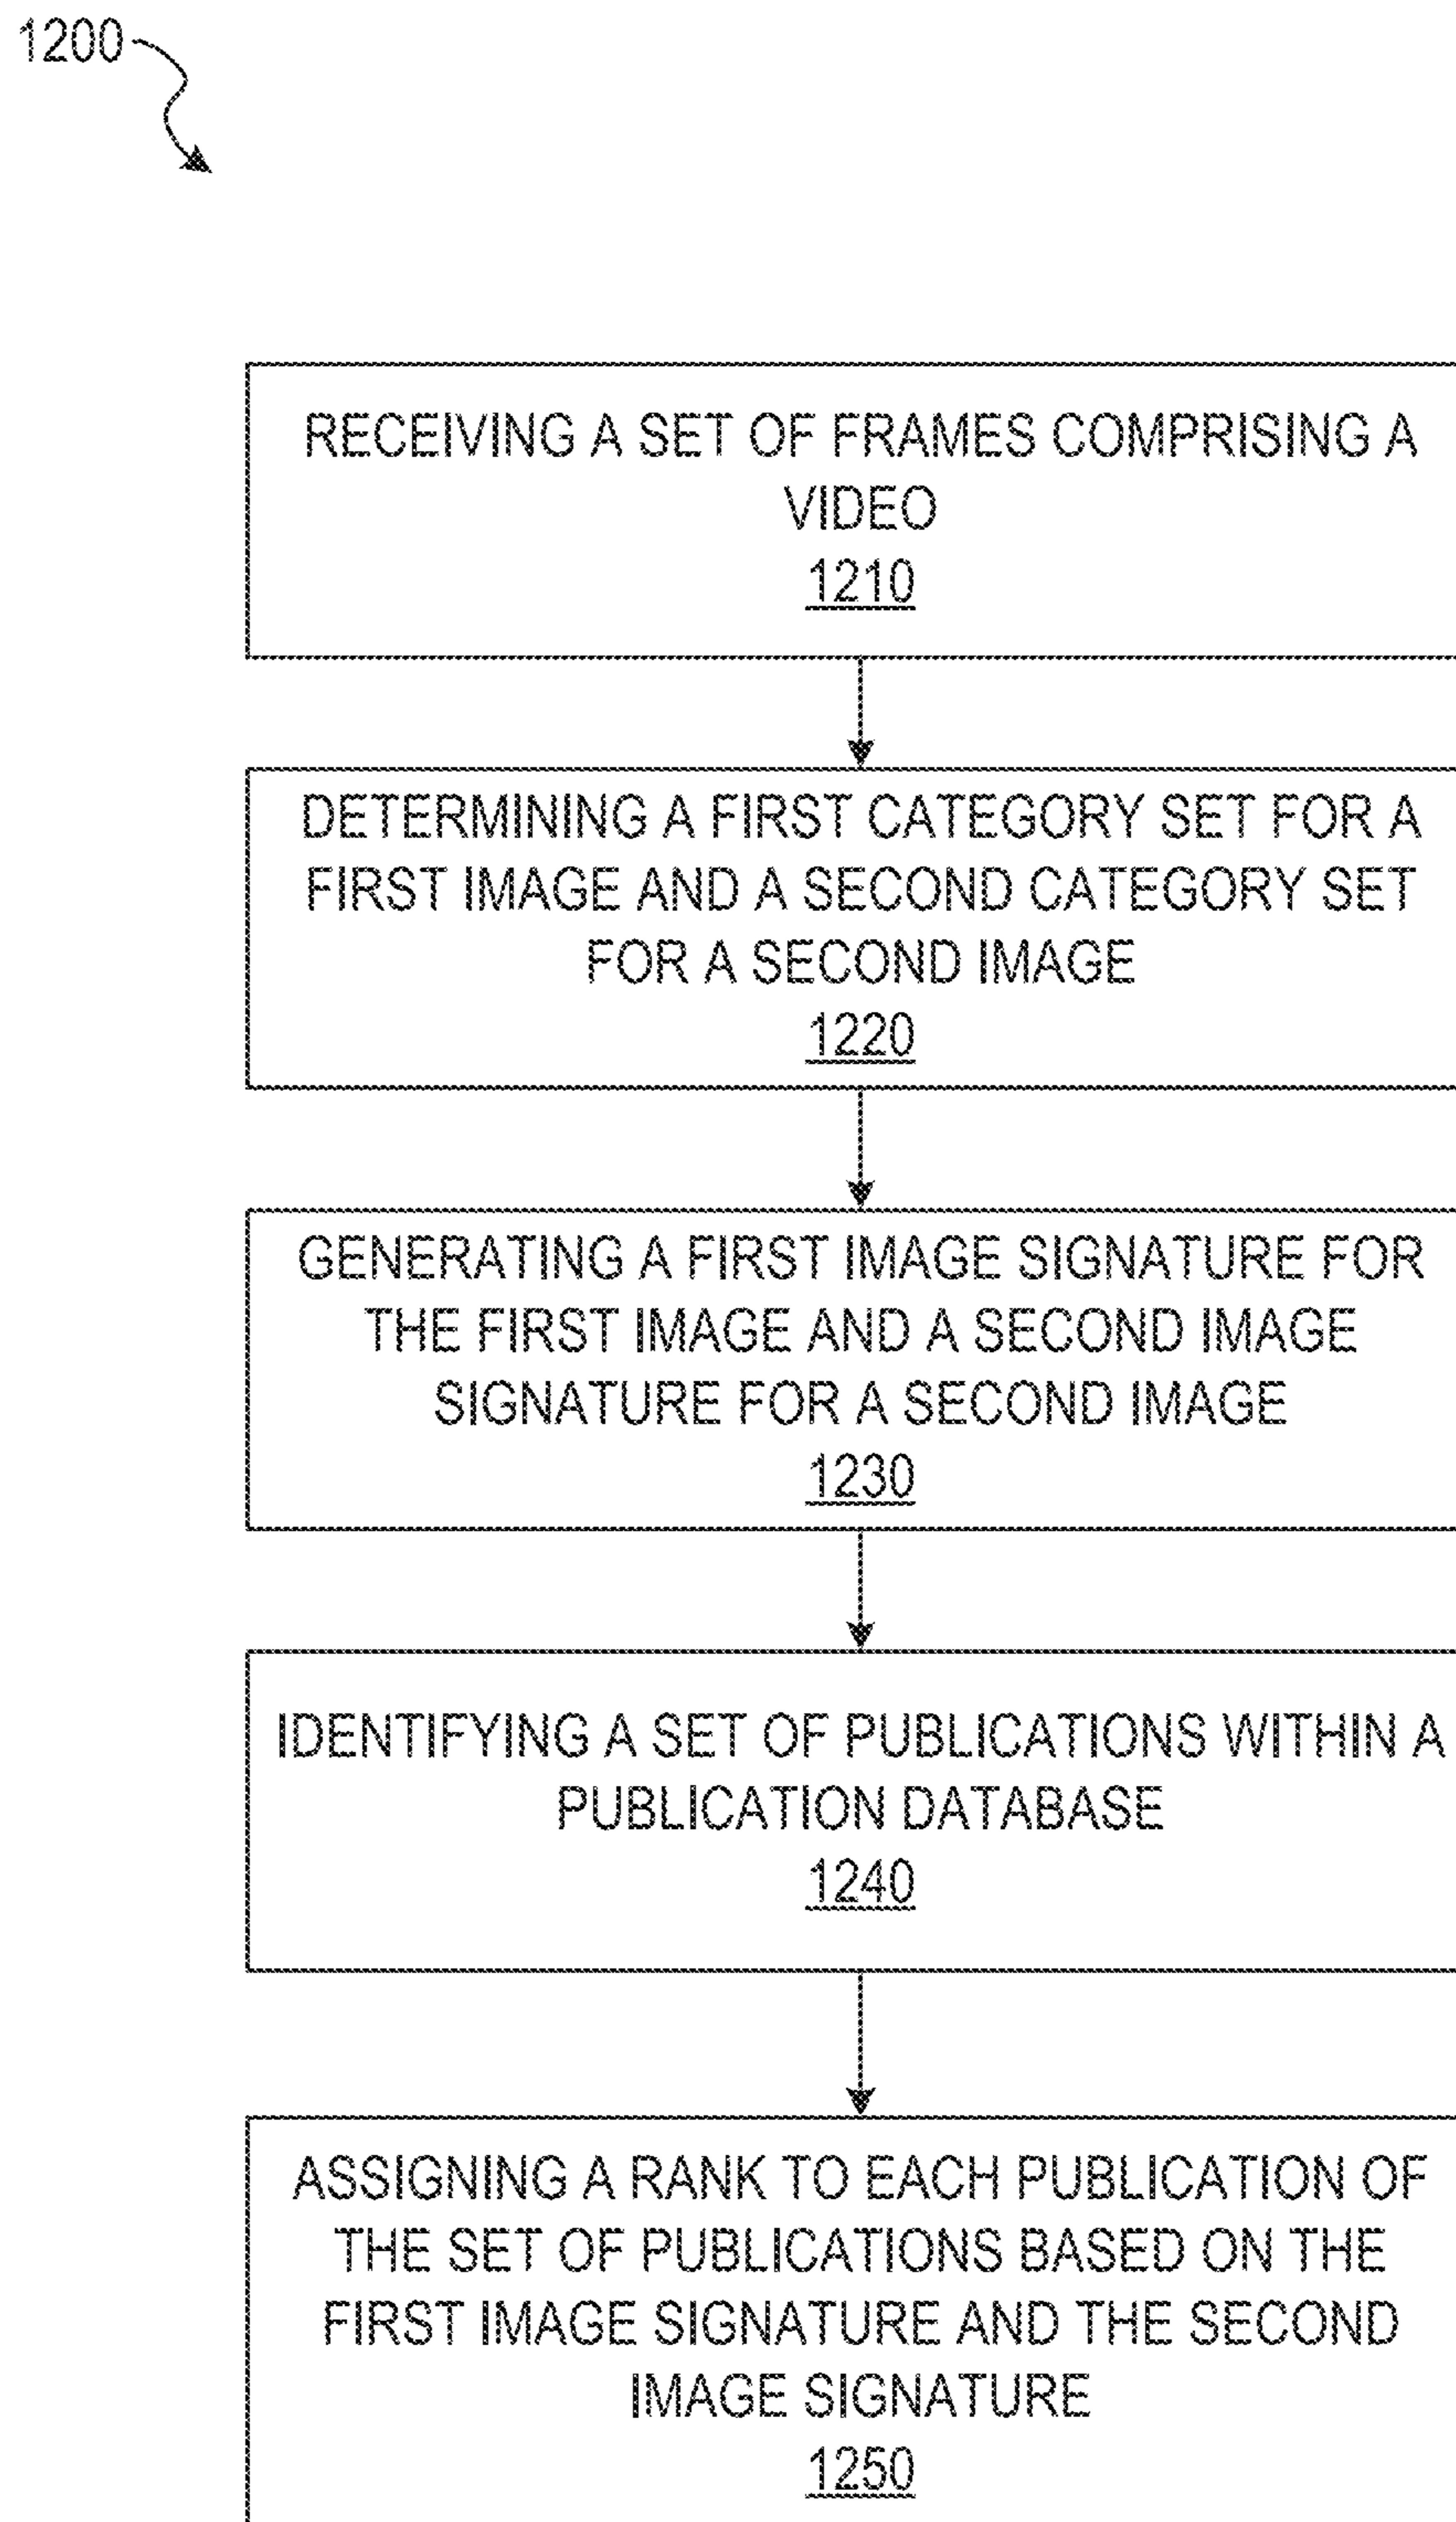 1200
RECEIVING A SET OF FRAMES COMPRISING A
VIDEO
1210
DETERMINING A FIRST CATEGORY SET FOR A
FIRST IMAGE AND A SECOND CATEGORY SET
FOR A SECOND IMAGE
1220
GENERATING A FIRST IMAGE SIGNATURE FOR
THE FIRST IMAGE AND A SECOND IMAGE
SIGNATURE FOR A SECOND IMAGE
1230
IDENTIFYING A SET OF PUBLICATIONS WITHIN A
PUBLICATION DATABASE
1240
ASSIGNING A RANK TO EACH PUBLICATION OF
THE SET OF PUBLICATIONS BASED ON THE
FIRST IMAGE SIGNATURE AND THE SECOND
IMAGE SIGNATURE
1250